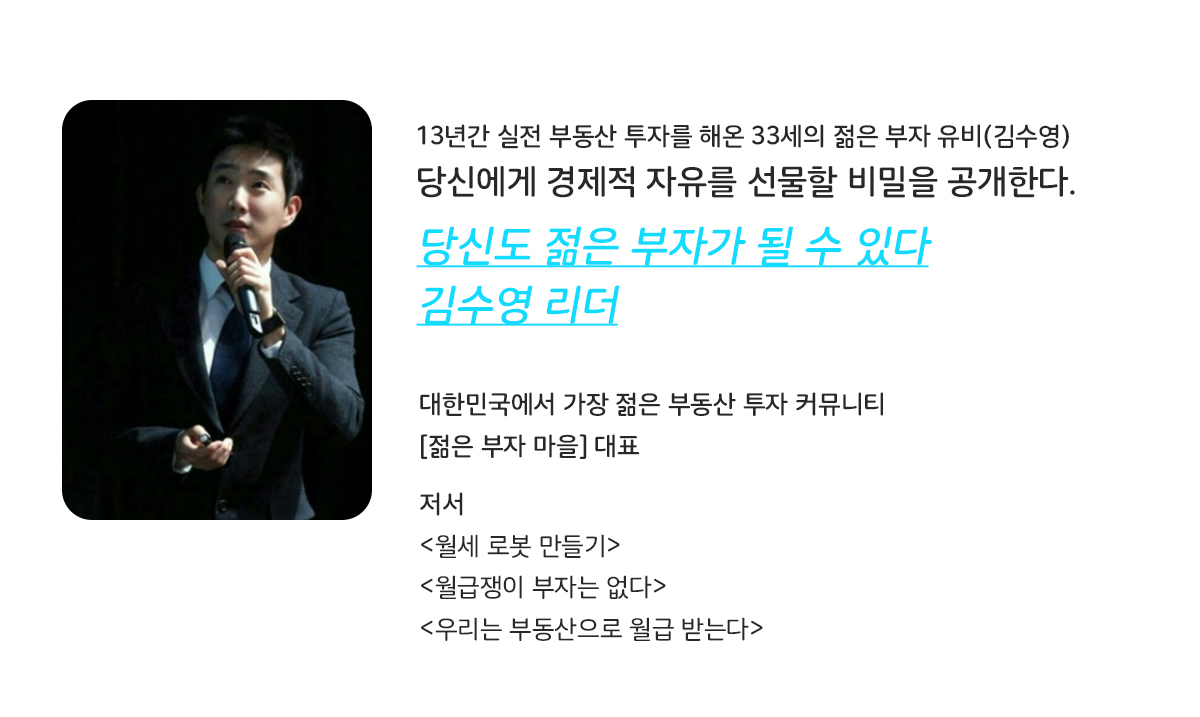 13년간 실전 부동산 투자를 해온 33세의 젊은 부자 유비(김수영)
당신에게 경제적 자유를 선물할 비밀을 공개한다.
당신도 젊은 부자가 될 수 있다
김수영 리더
대한민국에서 가장 젊은 부동산 투자 커뮤니티
[젊은 부자 마을] 대표
저서
<월세 로봇 만들기>
<월급쟁이 부자는 없다>
<우리는 부동산으로 월급 받는다>